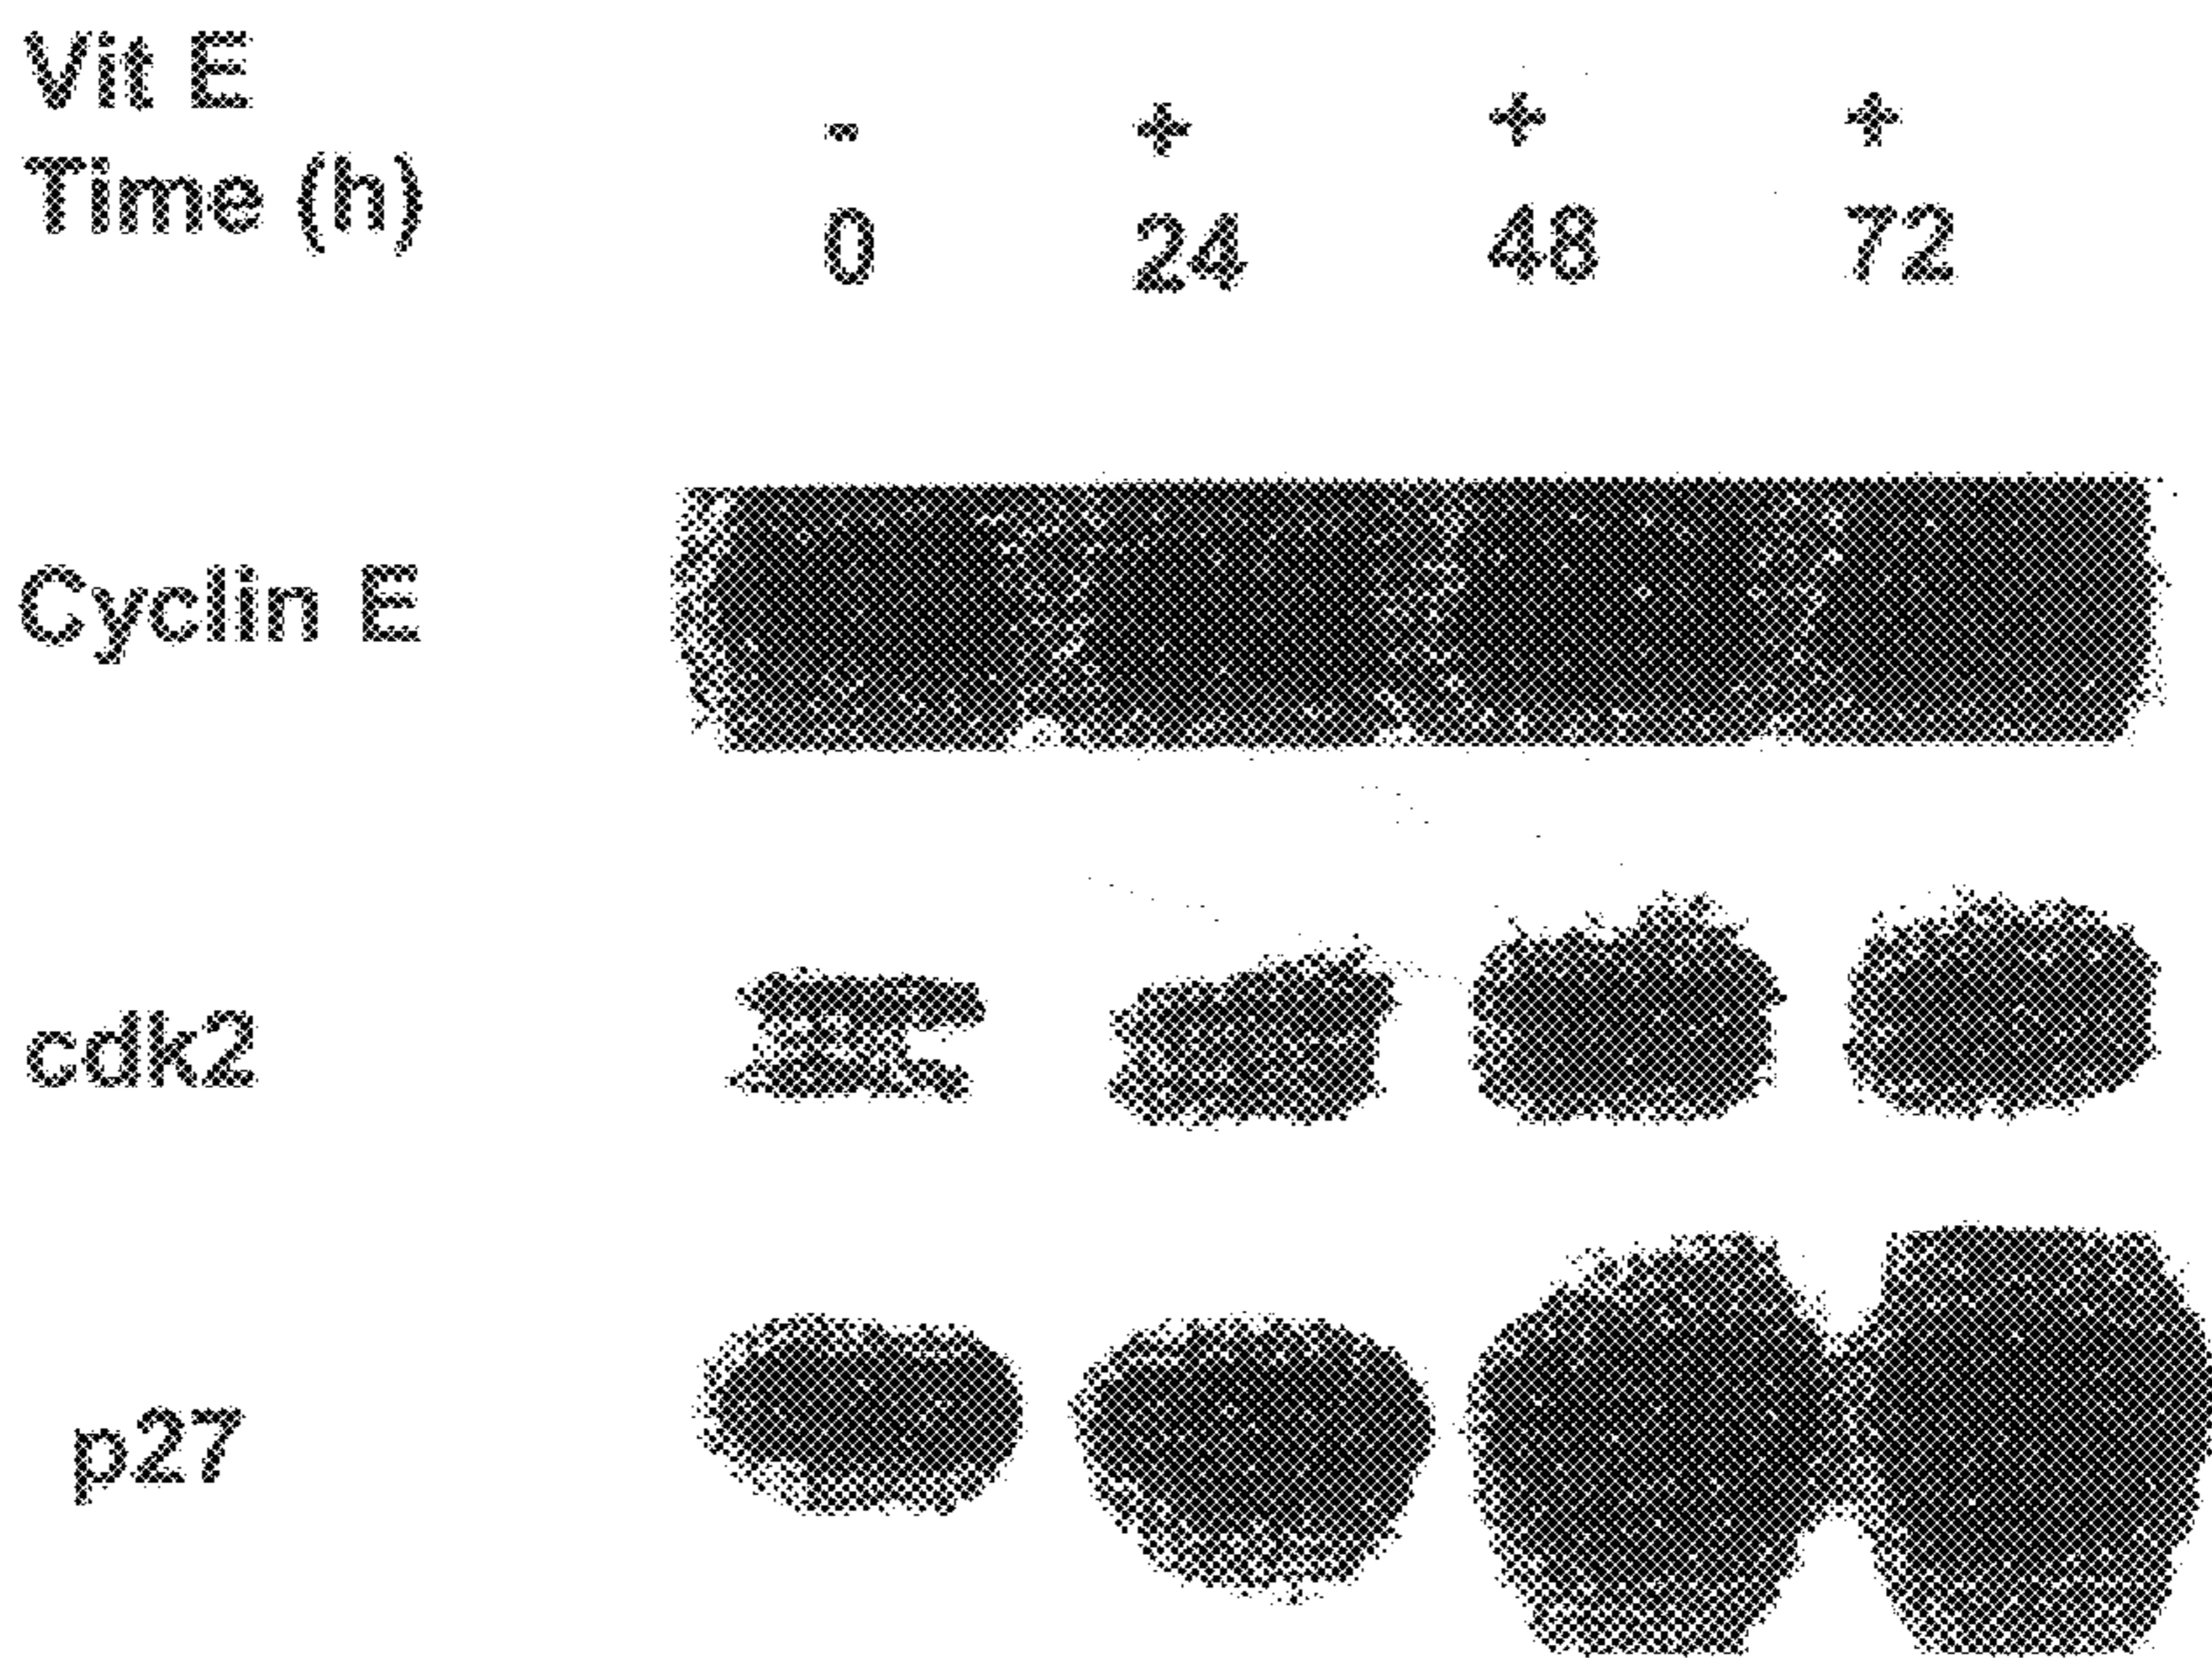 Vit E - + + +
Time (h) 0 24 48 72
Cyclin E
cdk2
p27